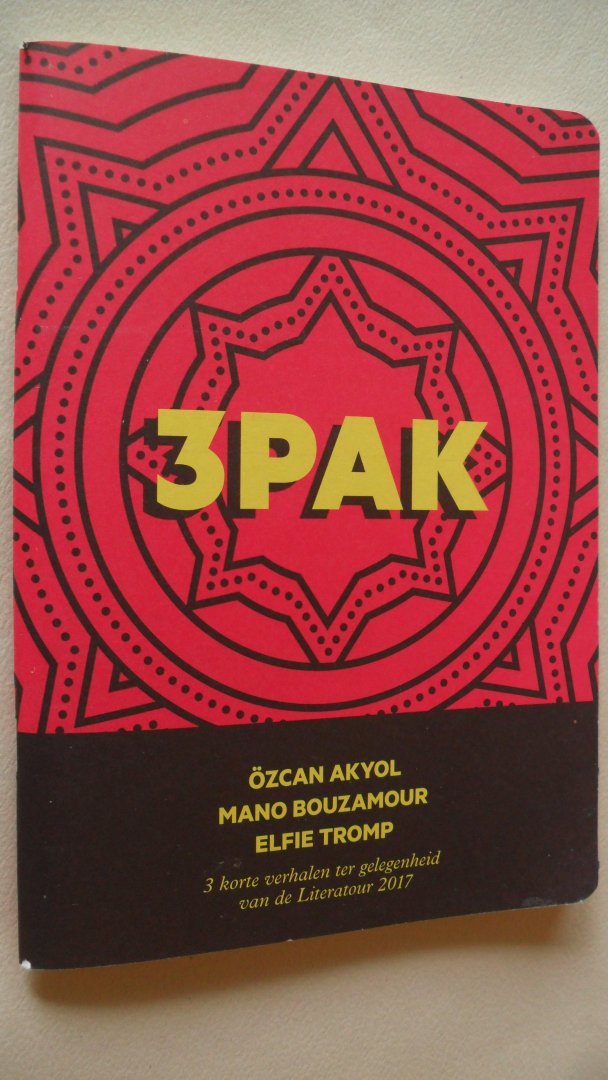 3PAK
ÖZCAN AKYOL
MANO BOUZAMOUR
ELFIE TROMP
3 korte verhalen ter gelegenheid
van de Literatour 2017